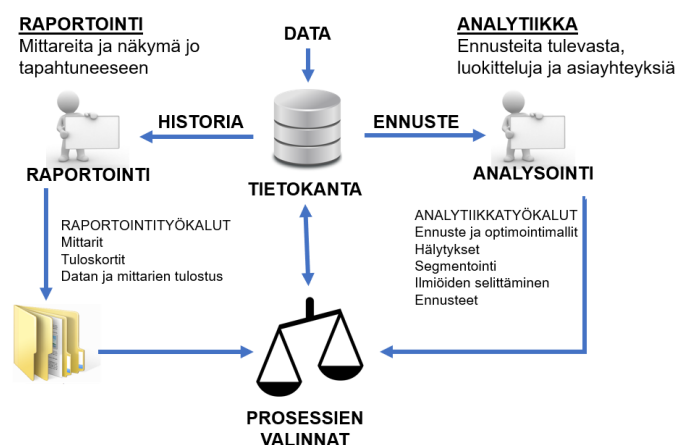 RAPORTOINTI
Mittareita ja näkymä jo
tapahtuneeseen
DATA
ANALYTIIKKA
Ennusteita tulevasta,
luokitteluja ja asiayhteyksiä
HISTORIA
ENNUSTE
RAPORTOINTI
TIETOKANTA
ANALYSOINTI
RAPORTOINTITYÖKALUT
Mittarit
Tuloskortit
Datan ja mittarien tulostus
ANALYTIIKKATYÖKALUT
Ennuste ja optimointimallit
Hälytykset
Segmentointi
Ilmiöiden selittäminen
Ennusteet
PROSESSIEN
VALINNAT